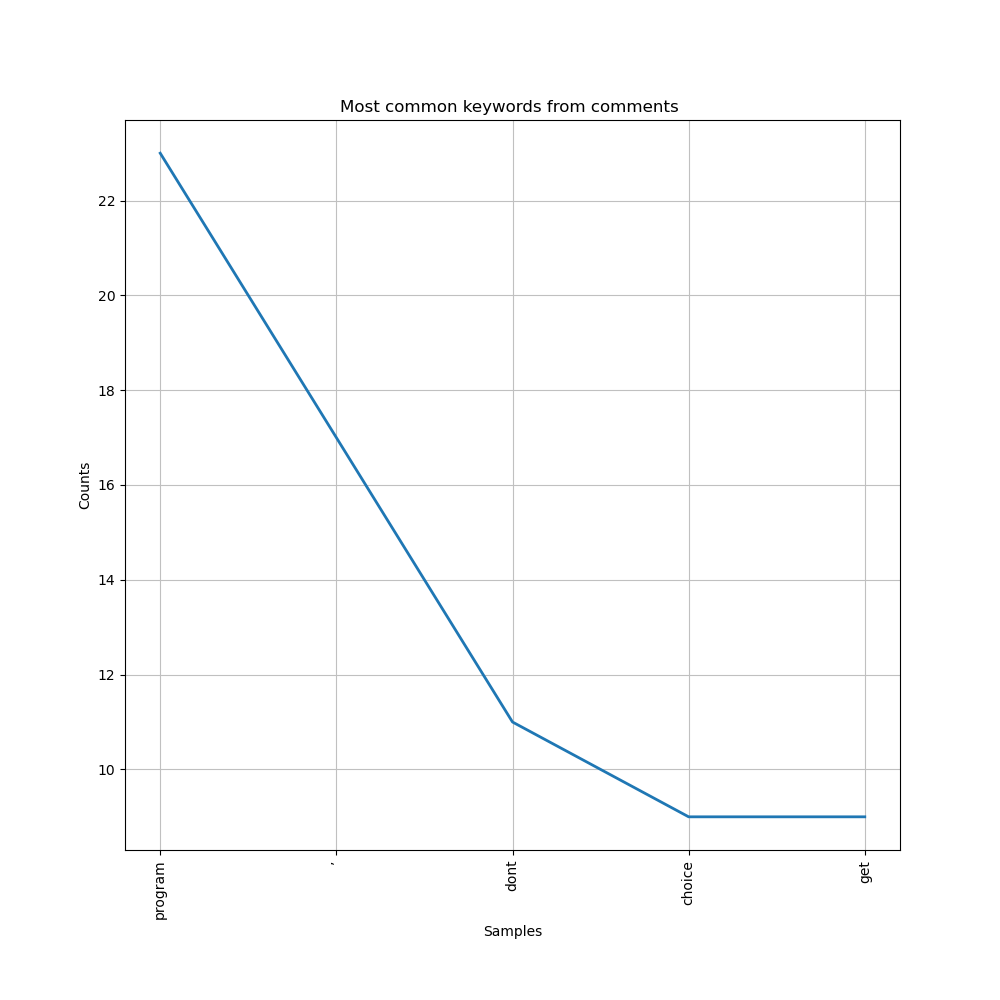 Most common keywords from comments
Counts
22
20
18
16
14
12
10
program
,
dont
choice
get
Samples